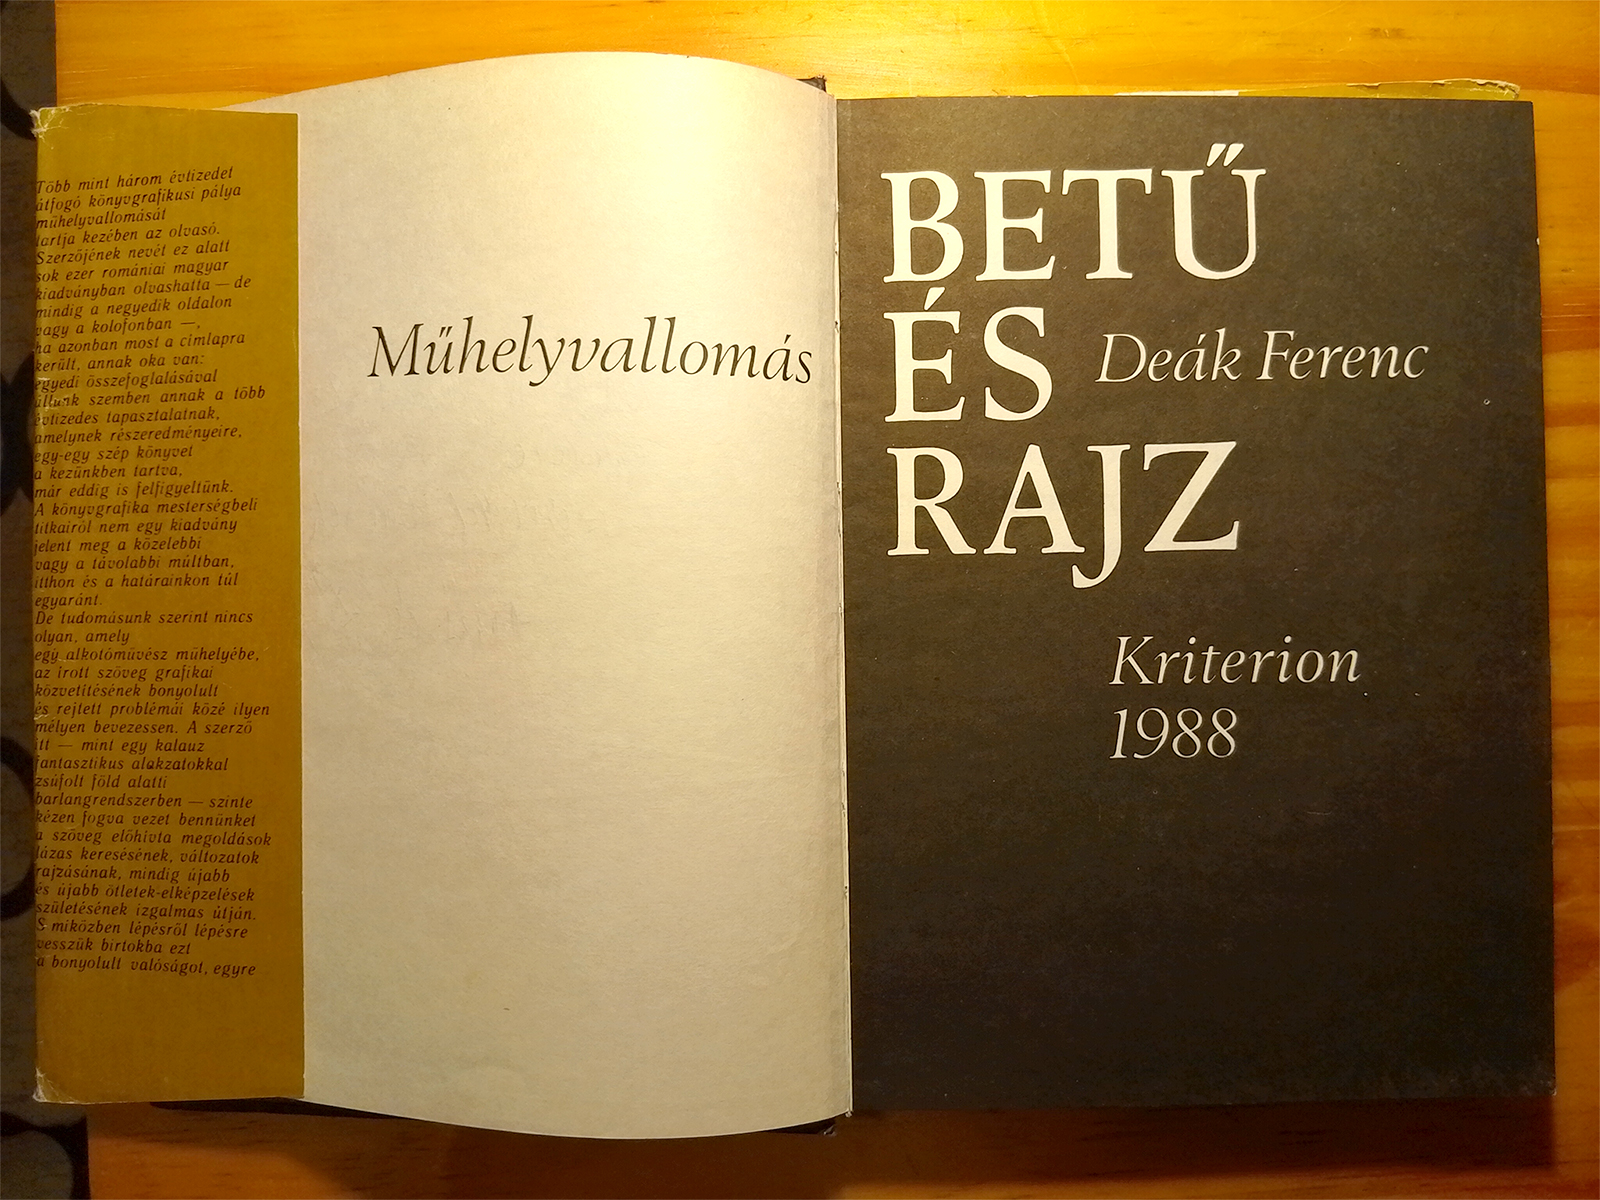 Több mint három évtizedet
átfogó könyvgrafikusi pálya
műhelyvallomását
tartja kezében az olvasó.
Szerzőjének nevét ez alatt
sok ezer romániai magyar
kiadványban olvashatta — de
mindig a negyedik oldalon
vagy a kolofonban —,
ha azonban most a címlapra
került, annak oka van:
egyedi összefoglalásával
állunk szemben annak a több
évtizedes tapasztalatnak,
amelynek részeredményeire,
egy-egy szép könyvet
a kezünkben tartva,
már eddig is felfigyeltünk.
A könyvgrafika mesterségbeli
titkairól nem egy kiadvány
jelent meg a közelebbi
vagy a távolabbi múltban,
itthon és a határainkon túl
egyaránt.
De tudomásunk szerint nincs
olyan, amely
egy alkotóművész műhelyébe,
az írott szöveg grafikai
közvetítésének bonyolult
és rejtett problémái közé ilyen
mélyen bevezessen. A szerző
itt — mint egy kalauz
fantasztikus alakzatokkal
zsúfolt föld alatti
barlangrendszerben — szinte
kézen fogva vezet bennünket
a szöveg előhívta megoldások
lázas keresésének, változatok
rajzásának, mindig újabb
és újabb ötletek-elképzelések
születésének izgalmas útján.
S miközben lépésről lépésre
vesszük birtokba ezt
a bonyolult valóságot, egyre
Műhelyvallomás
BETŰ
ÉS
Deák Ferenc
RAJZ
Kriterion
1988